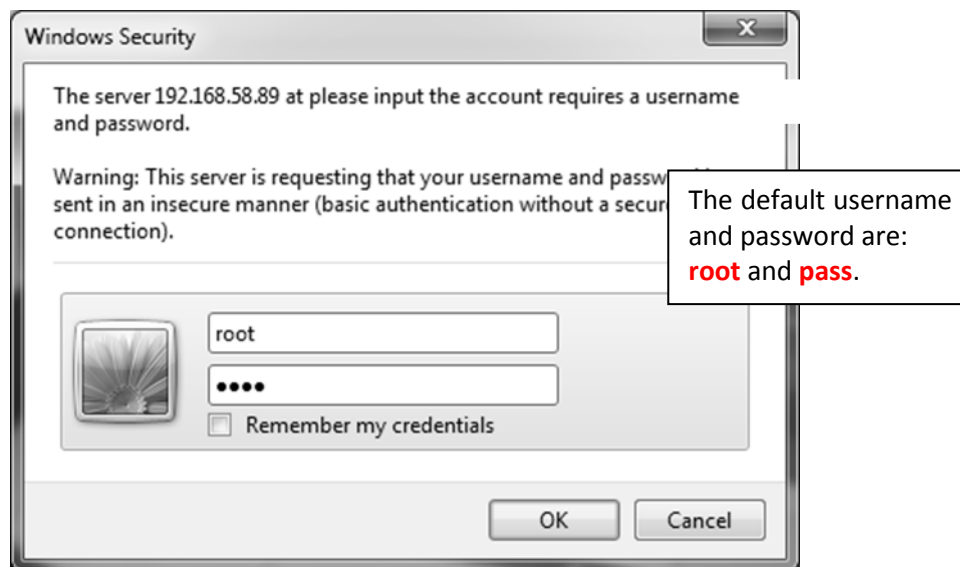 Windows Security
The server 192.168.58.89 at please input the account requires a username
and password.
Warning: This server is requesting that your username and passw
sent in an insecure manner (basic authentication without a secur
connection).
The default username
and password are:
root and pass.
root
••••
Remember my credentials
OK
Cancel